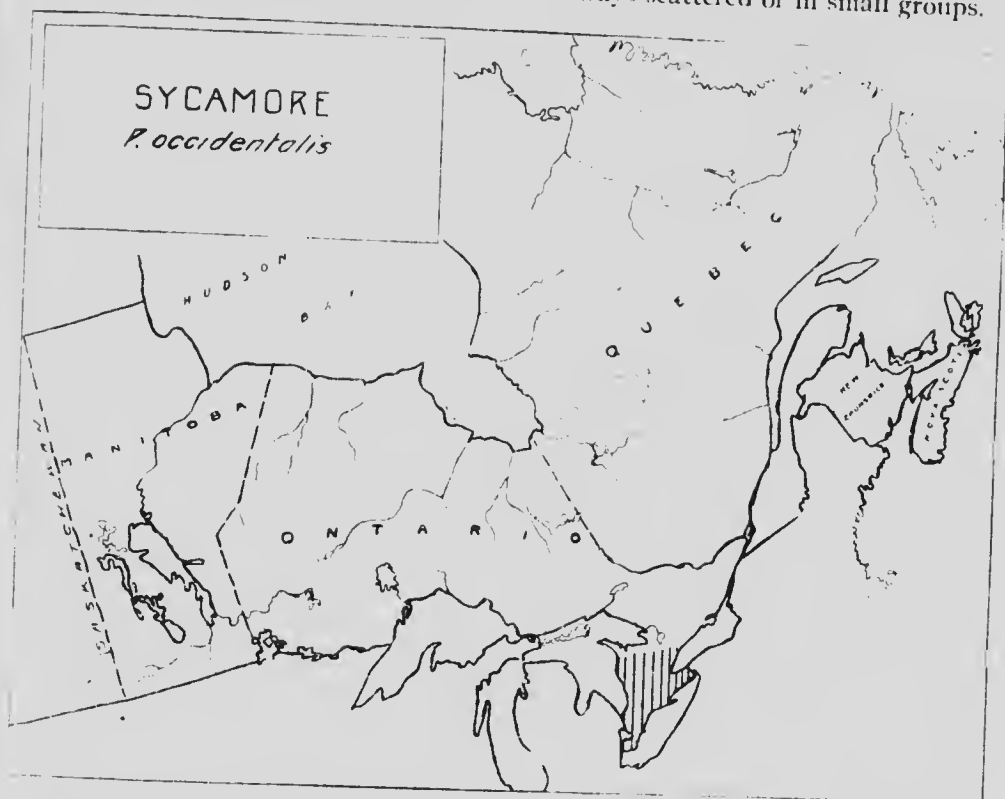 scattered or in small groups.
SYCAMORE
P. occidentalis
HUDSON
BAY
QUEBEC
MANITOBA
SASKATCHEWAN
ONTARIO
NEW
BRUNSWICK
NOVA SCOTIA